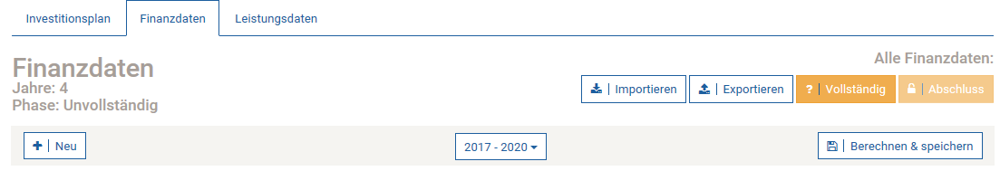 Investitionsplan Finanzdaten Leistungsdaten
Alle Finanzdaten:
Finanzdaten
Jahre: 4
Phase: Unvollständig
Importieren Exportieren ? Vollständig Abschluss
+ Neu 2017 - 2020 Berechnen & speichern